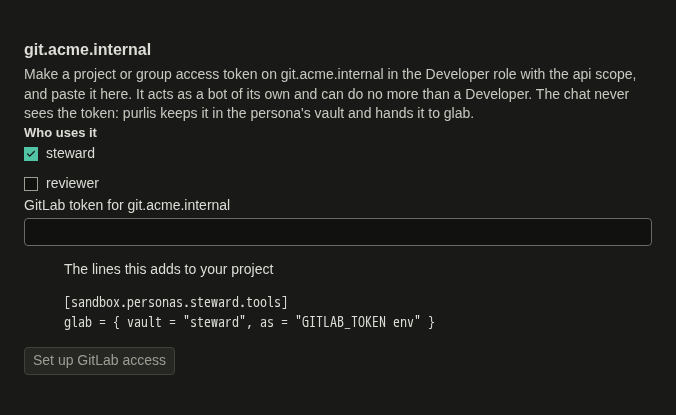 git.acme.internal
Make a project or group access token on git.acme.internal in the Developer role with the api scope,
and paste it here. It acts as a bot of its own and can do no more than a Developer. The chat never
sees the token: purlis keeps it in the persona's vault and hands it to glab.
Who uses it
steward
reviewer
GitLab token for git.acme.internal
The lines this adds to your project
[sandbox.personas.steward.tools]
glab = { vault = "steward", as = "GITLAB_TOKEN env" }
Set up GitLab access